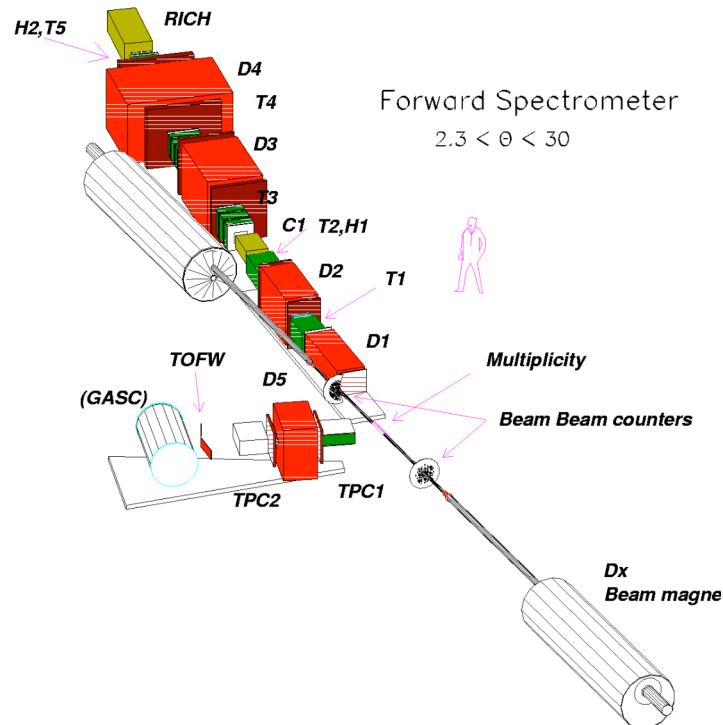 RICH
H2,T5
D4
T4
Forward Spectrometer
2.3 < Θ < 30
D3
T3
C1
T2,H1
D2
T1
D1
Multiplicity
TOFW
D5
(GASC)
Beam Beam counters
TPC2
TPC1
Dx
Beam magne